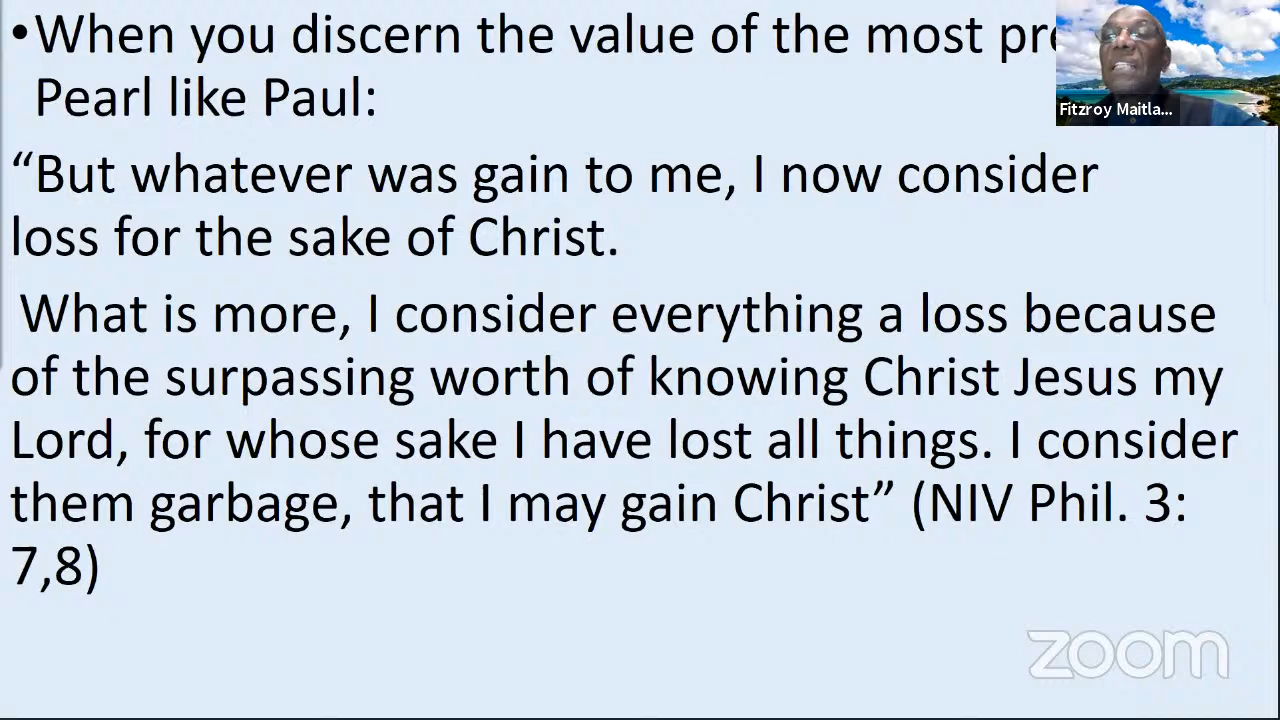 •When you discern the value of the most
Pearl like Paul:
“But whatever was gain to me, I now consider
loss for the sake of Christ.
What is more, I consider everything a loss because
of the surpassing worth of knowing Christ Jesus my
Lord, for whose sake I have lost all things. I consider
them garbage, that I may gain Christ” (NIV Phil. 3:
7,8)
Fitzroy Maitla...
zoom